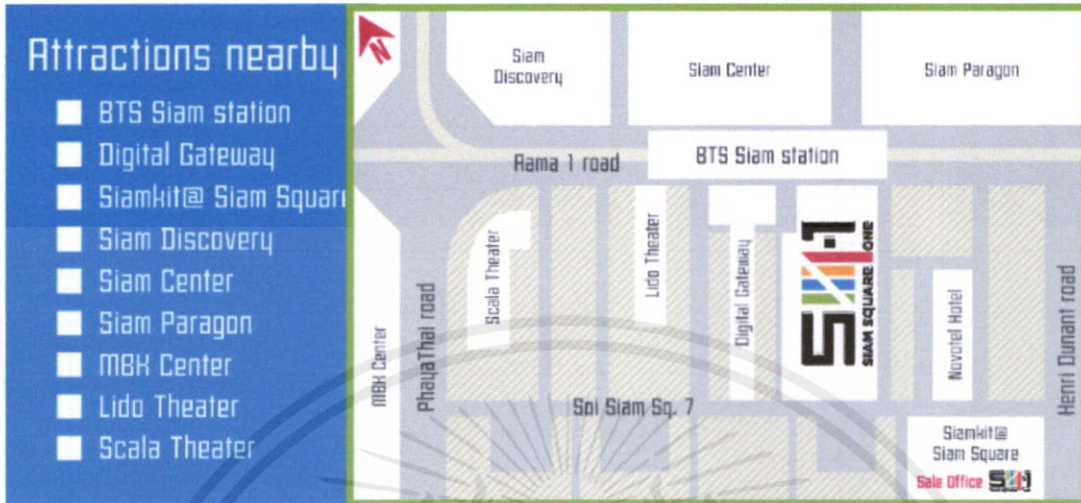 Attractions nearby
BTS Siam station
Digital Gateway
Siamkit@ Siam Squar
Siam Discovery
Siam Center
Siam Paragon
MBK Center
Lido Theater
Scala Theater
N
Siam
Discovery
Siam Center
Siam Paragon
BTS Siam station
Rama 1 road
MBK Center
PhayaThai road
Scala Theater
Lido Theater
Digital Gateway
SIAM SQUARE ONE
Novotel Hotel
Henri Dunant road
Soi Siam Sq. 7
Siamkit@
Siam Square
Sale Office